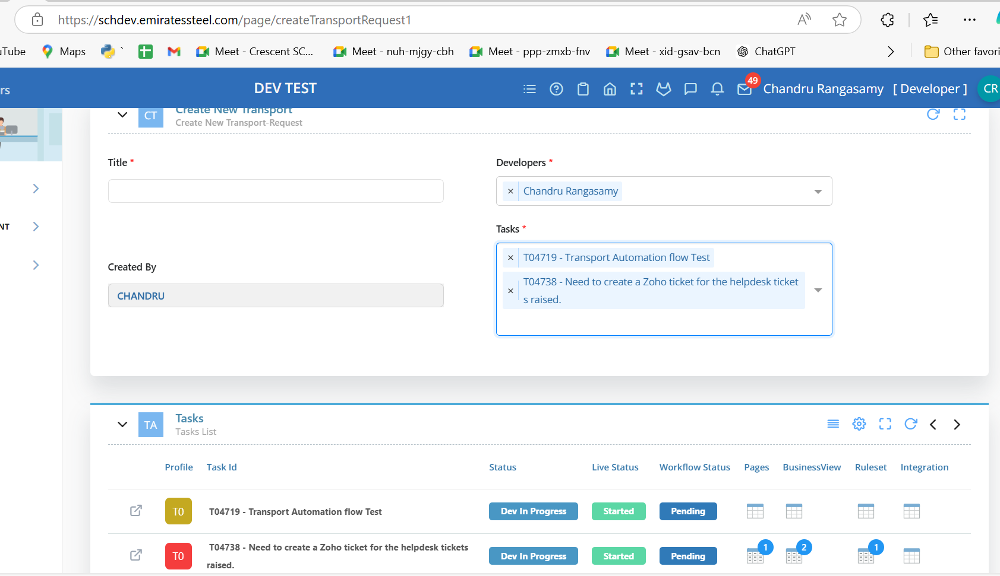 https://schdev.emiratessteel.com/page/createTransportRequest1
uTube Maps ` Meet - Crescent SC... Meet - nuh-mjgy-cbh Meet - ppp-zmxb-fnv Meet - xid-gsav-bcn ChatGPT Other favori
rs DEV TEST 49 Chandru Rangasamy [ Developer ] CR
CT Create New Transport
Create New Transport-Request
Title * Developers *
× Chandru Rangasamy
NT
Tasks *
× T04719 - Transport Automation flow Test
Created By
× T04738 - Need to create a Zoho ticket for the helpdesk ticket
s raised.
CHANDRU
TA Tasks
Tasks List
Profile Task Id Status Live Status Workflow Status Pages BusinessView Ruleset Integration
T0 T04719 - Transport Automation flow Test Dev In Progress Started Pending
T0 T04738 - Need to create a Zoho ticket for the helpdesk tickets Dev In Progress Started Pending 1 2 1
raised.